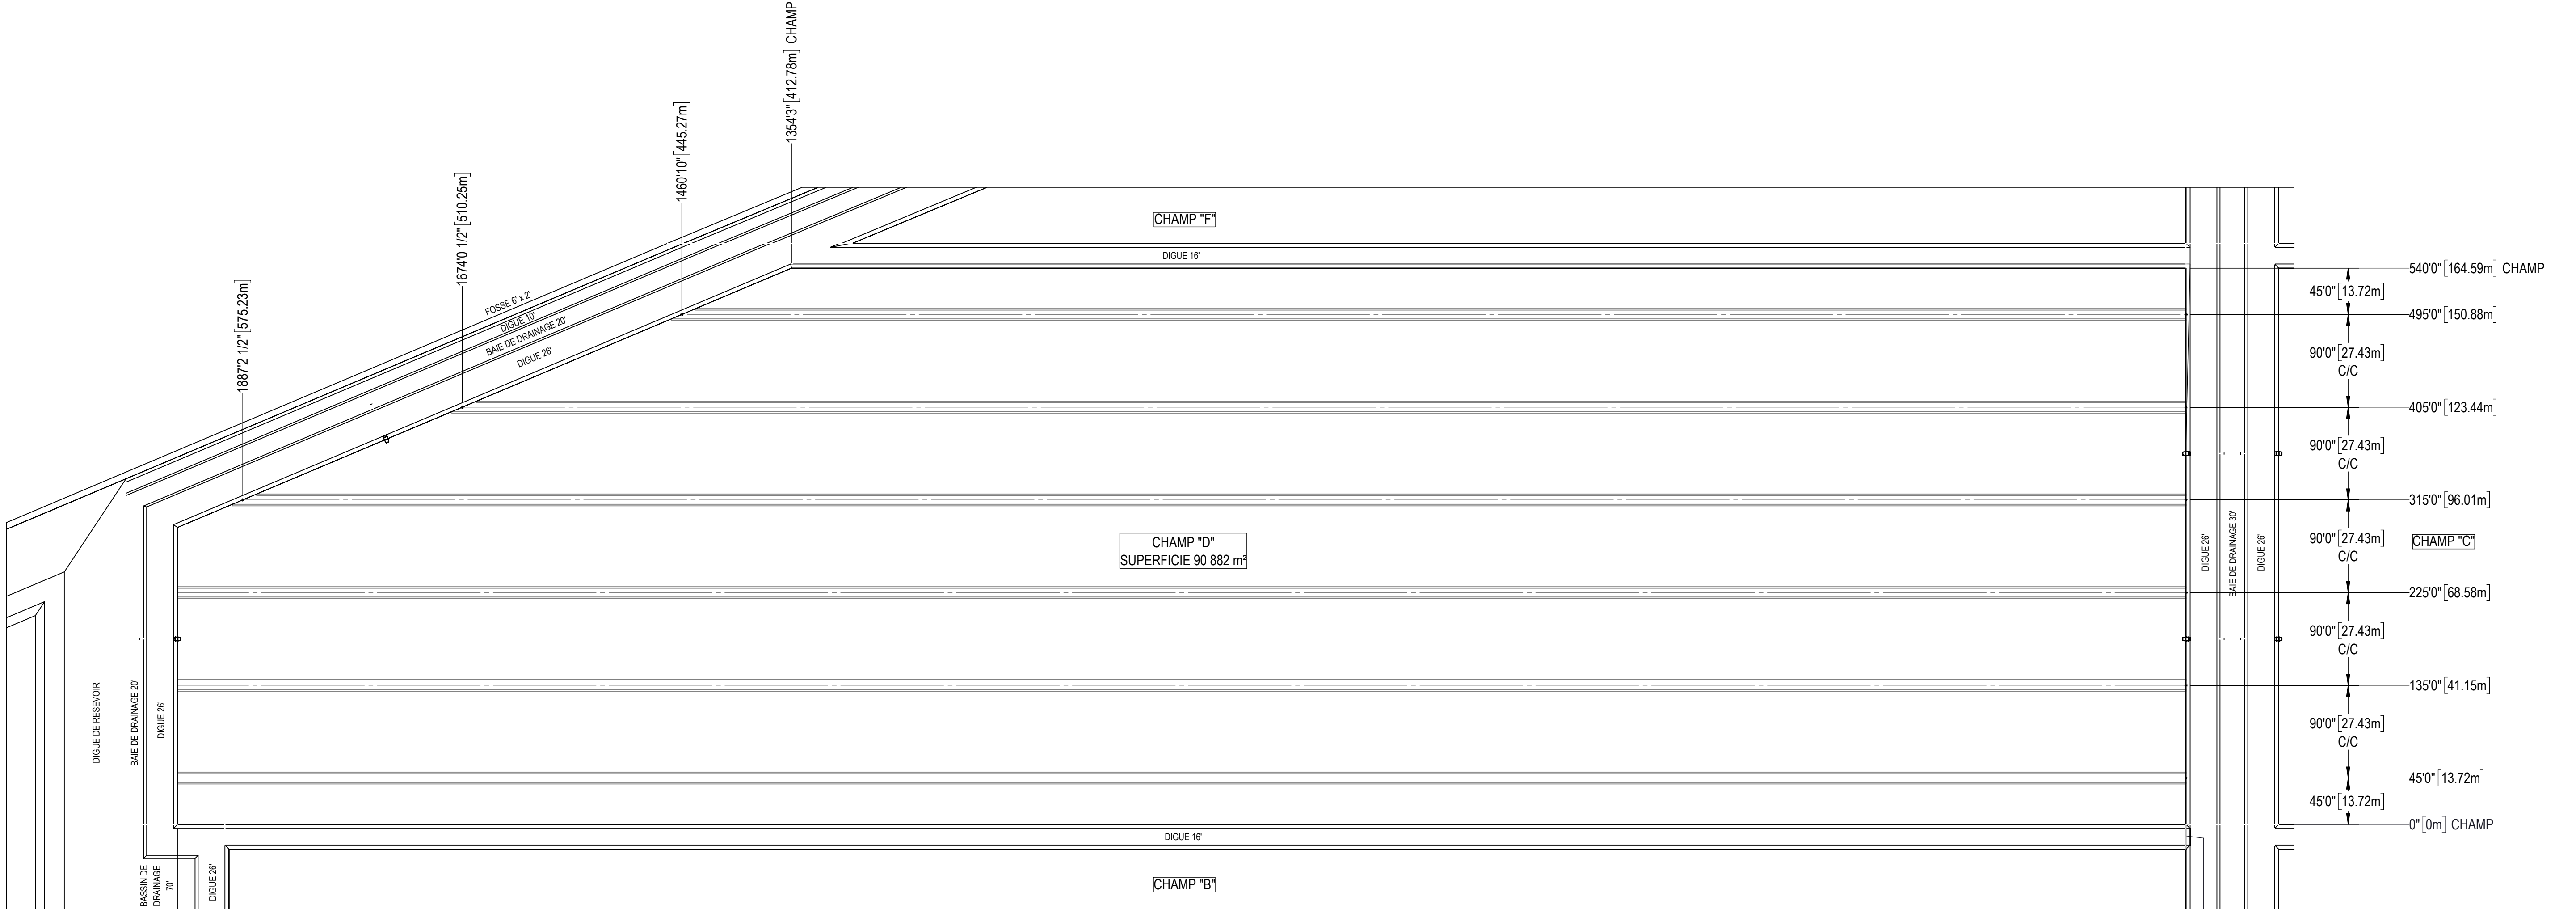 1354'3" [412.78m] CHAMP
1460'10" [445.27m]
1674'0 1/2" [510.25m]
1887'2 1/2" [575.23m]
FOSSE 6' x 2'
DIGUE 10'
BAIE DE DRAINAGE 20'
DIGUE 26'
CHAMP "F"
DIGUE 16'
540'0" [164.59m] CHAMP
45'0" [13.72m]
495'0" [150.88m]
90'0" [27.43m]
C/C
405'0" [123.44m]
90'0" [27.43m]
C/C
315'0" [96.01m]
90'0" [27.43m]
C/C
CHAMP "C"
225'0" [68.58m]
90'0" [27.43m]
C/C
135'0" [41.15m]
90'0" [27.43m]
C/C
45'0" [13.72m]
45'0" [13.72m]
0" [0m] CHAMP
DIGUE 26'
BAIE DE DRAINAGE 30'
DIGUE 26'
CHAMP "D"
SUPERFICIE 90 882 m²
DIGUE DE RESEVOIR
BAIE DE DRAINAGE 20'
DIGUE 26'
DIGUE 16'
BASSIN DE
DRAINAGE
70'
DIGUE 26'
CHAMP "B"